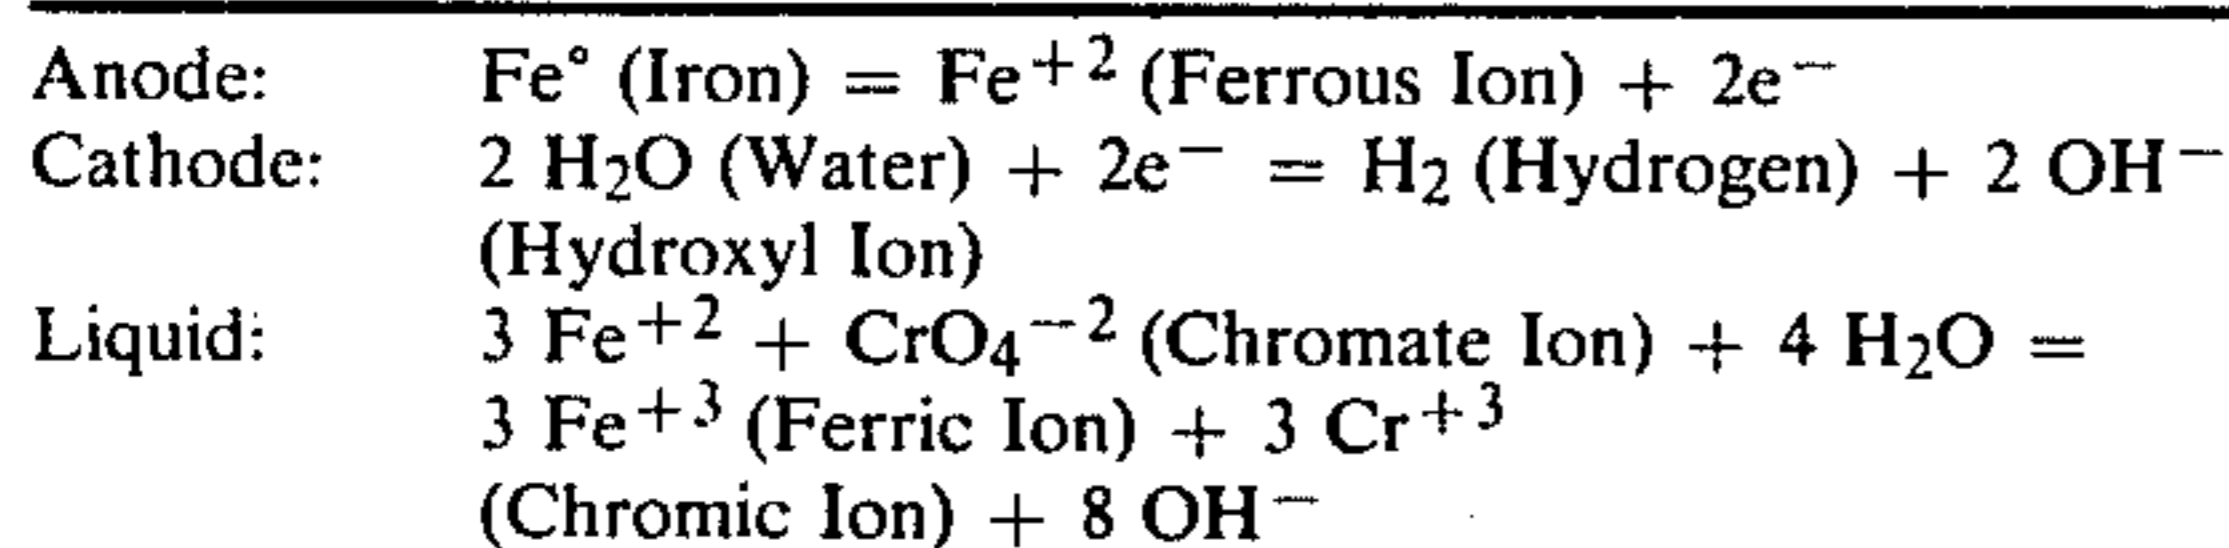 Anode: Fe° (Iron) = Fe+2 (Ferrous Ion) + 2e−
Cathode: 2 H2O (Water) + 2e− = H2 (Hydrogen) + 2 OH−
(Hydroxyl Ion)
Liquid: 3 Fe+2 + CrO4−2 (Chromate Ion) + 4 H2O =
3 Fe+3 (Ferric Ion) + 3 Cr+3
(Chromic Ion) + 8 OH−